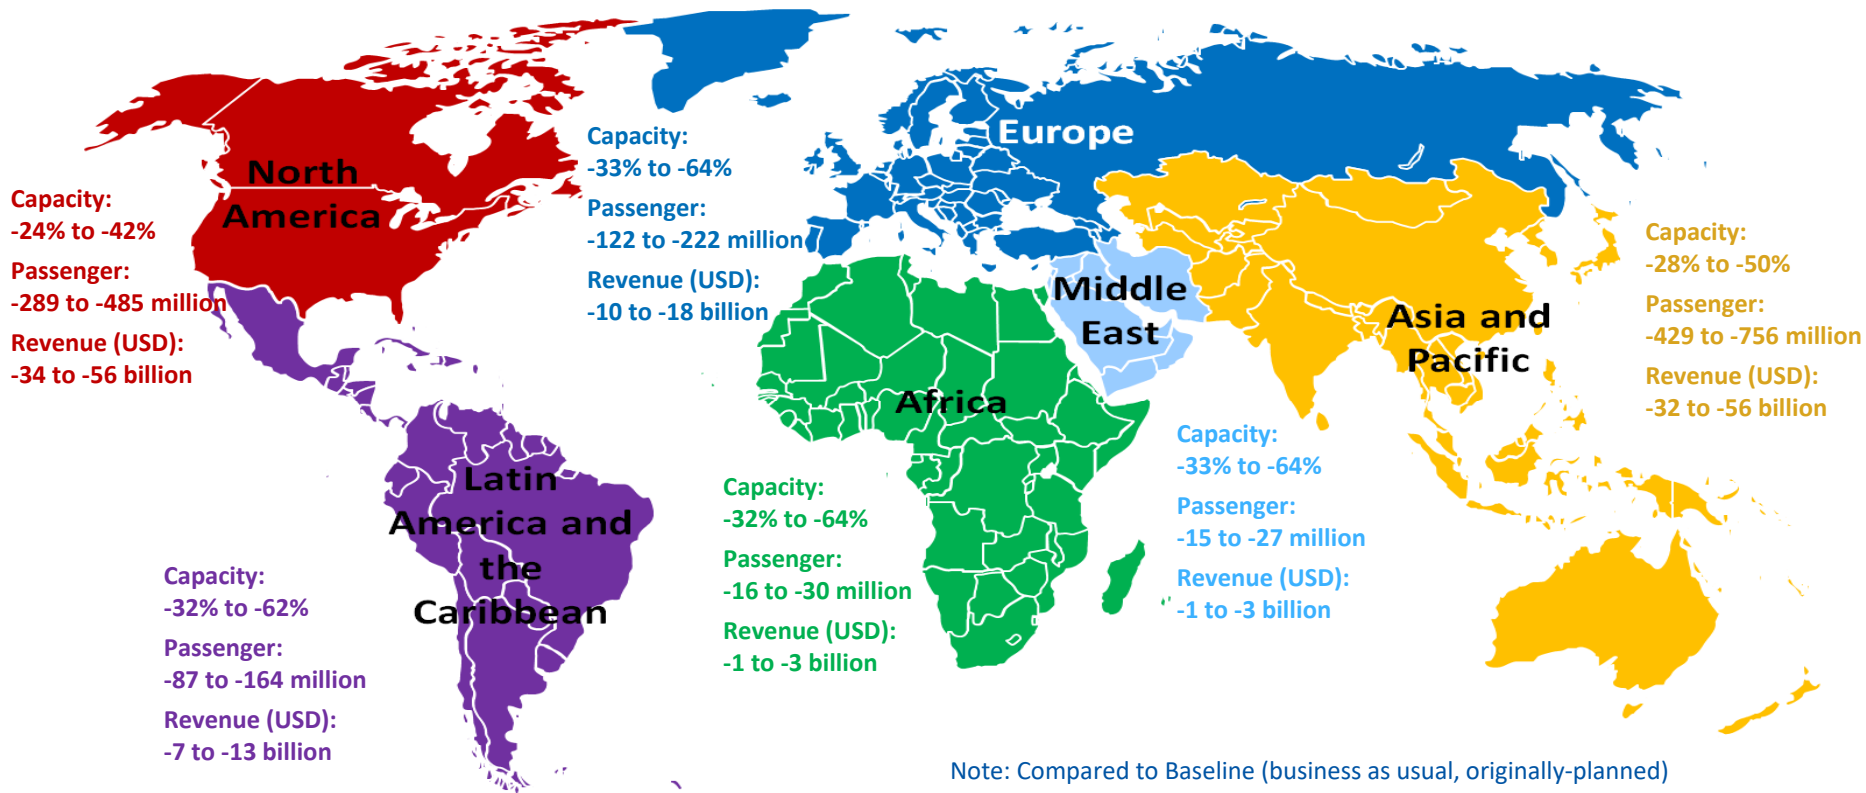 North
America
Capacity:
-24% to -42%
Passenger:
-289 to -485 million
Revenue (USD):
-34 to -56 billion
Capacity:
-33% to -64%
Passenger:
-122 to -222 million
Revenue (USD):
-10 to -18 billion
Europe
Middle
East
Asia and
Pacific
Capacity:
-28% to -50%
Passenger:
-429 to -756 million
Revenue (USD):
-32 to -56 billion
Africa
Capacity:
-33% to -64%
Passenger:
-15 to -27 million
Revenue (USD):
-1 to -3 billion
Latin
America and
the
Caribbean
Capacity:
-32% to -64%
Passenger:
-16 to -30 million
Revenue (USD):
-1 to -3 billion
Capacity:
-32% to -62%
Passenger:
-87 to -164 million
Revenue (USD):
-7 to -13 billion
Note: Compared to Baseline (business as usual, originally-planned)